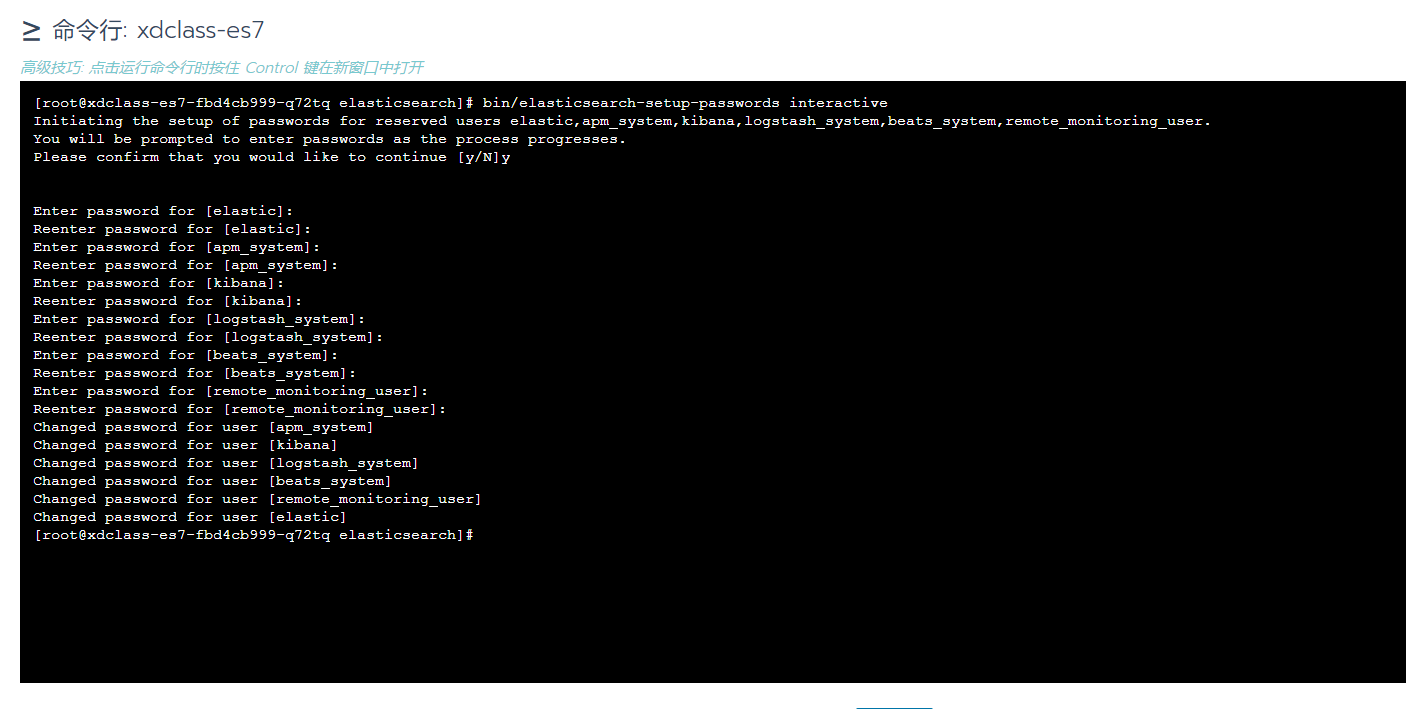 ≥ 命令行: xdclass-es7
高级技巧: 点击运行命令行时按住 Control 键在新窗口中打开
[root@xdclass-es7-fbd4cb999-q72tq elasticsearch]# bin/elasticsearch-setup-passwords interactive
Initiating the setup of passwords for reserved users elastic,apm_system,kibana,logstash_system,beats_system,remote_monitoring_user.
You will be prompted to enter passwords as the process progresses.
Please confirm that you would like to continue [y/N]y
Enter password for [elastic]:
Reenter password for [elastic]:
Enter password for [apm_system]:
Reenter password for [apm_system]:
Enter password for [kibana]:
Reenter password for [kibana]:
Enter password for [logstash_system]:
Reenter password for [logstash_system]:
Enter password for [beats_system]:
Reenter password for [beats_system]:
Enter password for [remote_monitoring_user]:
Reenter password for [remote_monitoring_user]:
Changed password for user [apm_system]
Changed password for user [kibana]
Changed password for user [logstash_system]
Changed password for user [beats_system]
Changed password for user [remote_monitoring_user]
Changed password for user [elastic]
[root@xdclass-es7-fbd4cb999-q72tq elasticsearch]#